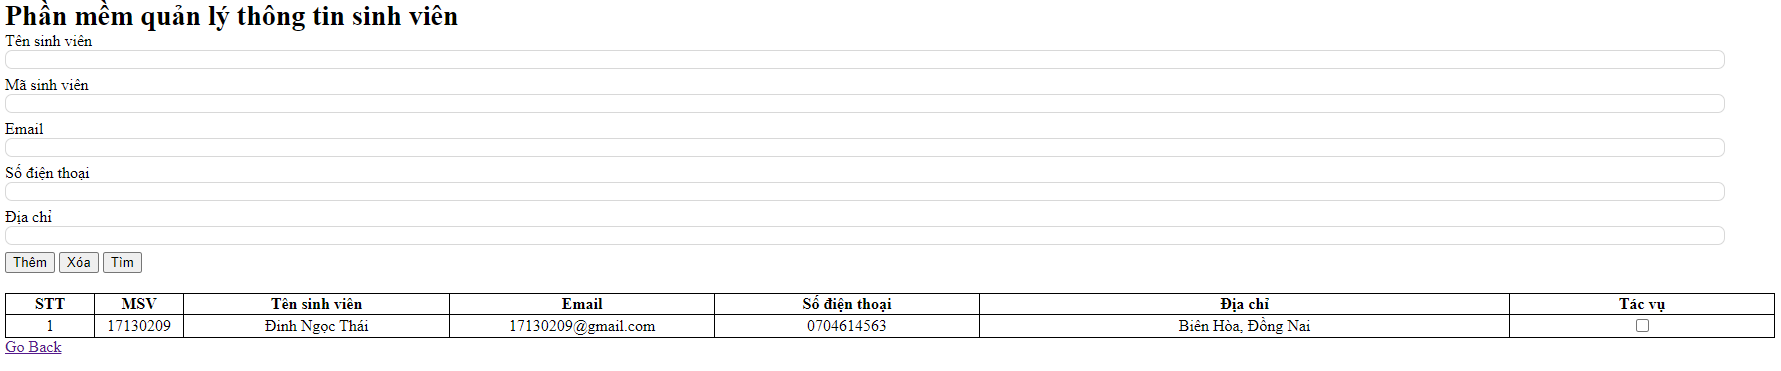 Phần mềm quản lý thông tin sinh viên
Tên sinh viên
Mã sinh viên
Email
Số điện thoại
Địa chỉ
Thêm Xóa Tìm
STT MSV Tên sinh viên Email Số điện thoại Địa chỉ Tác vụ
1 17130209 Đinh Ngọc Thái 17130209@gmail.com 0704614563 Biên Hòa, Đồng Nai
Go Back